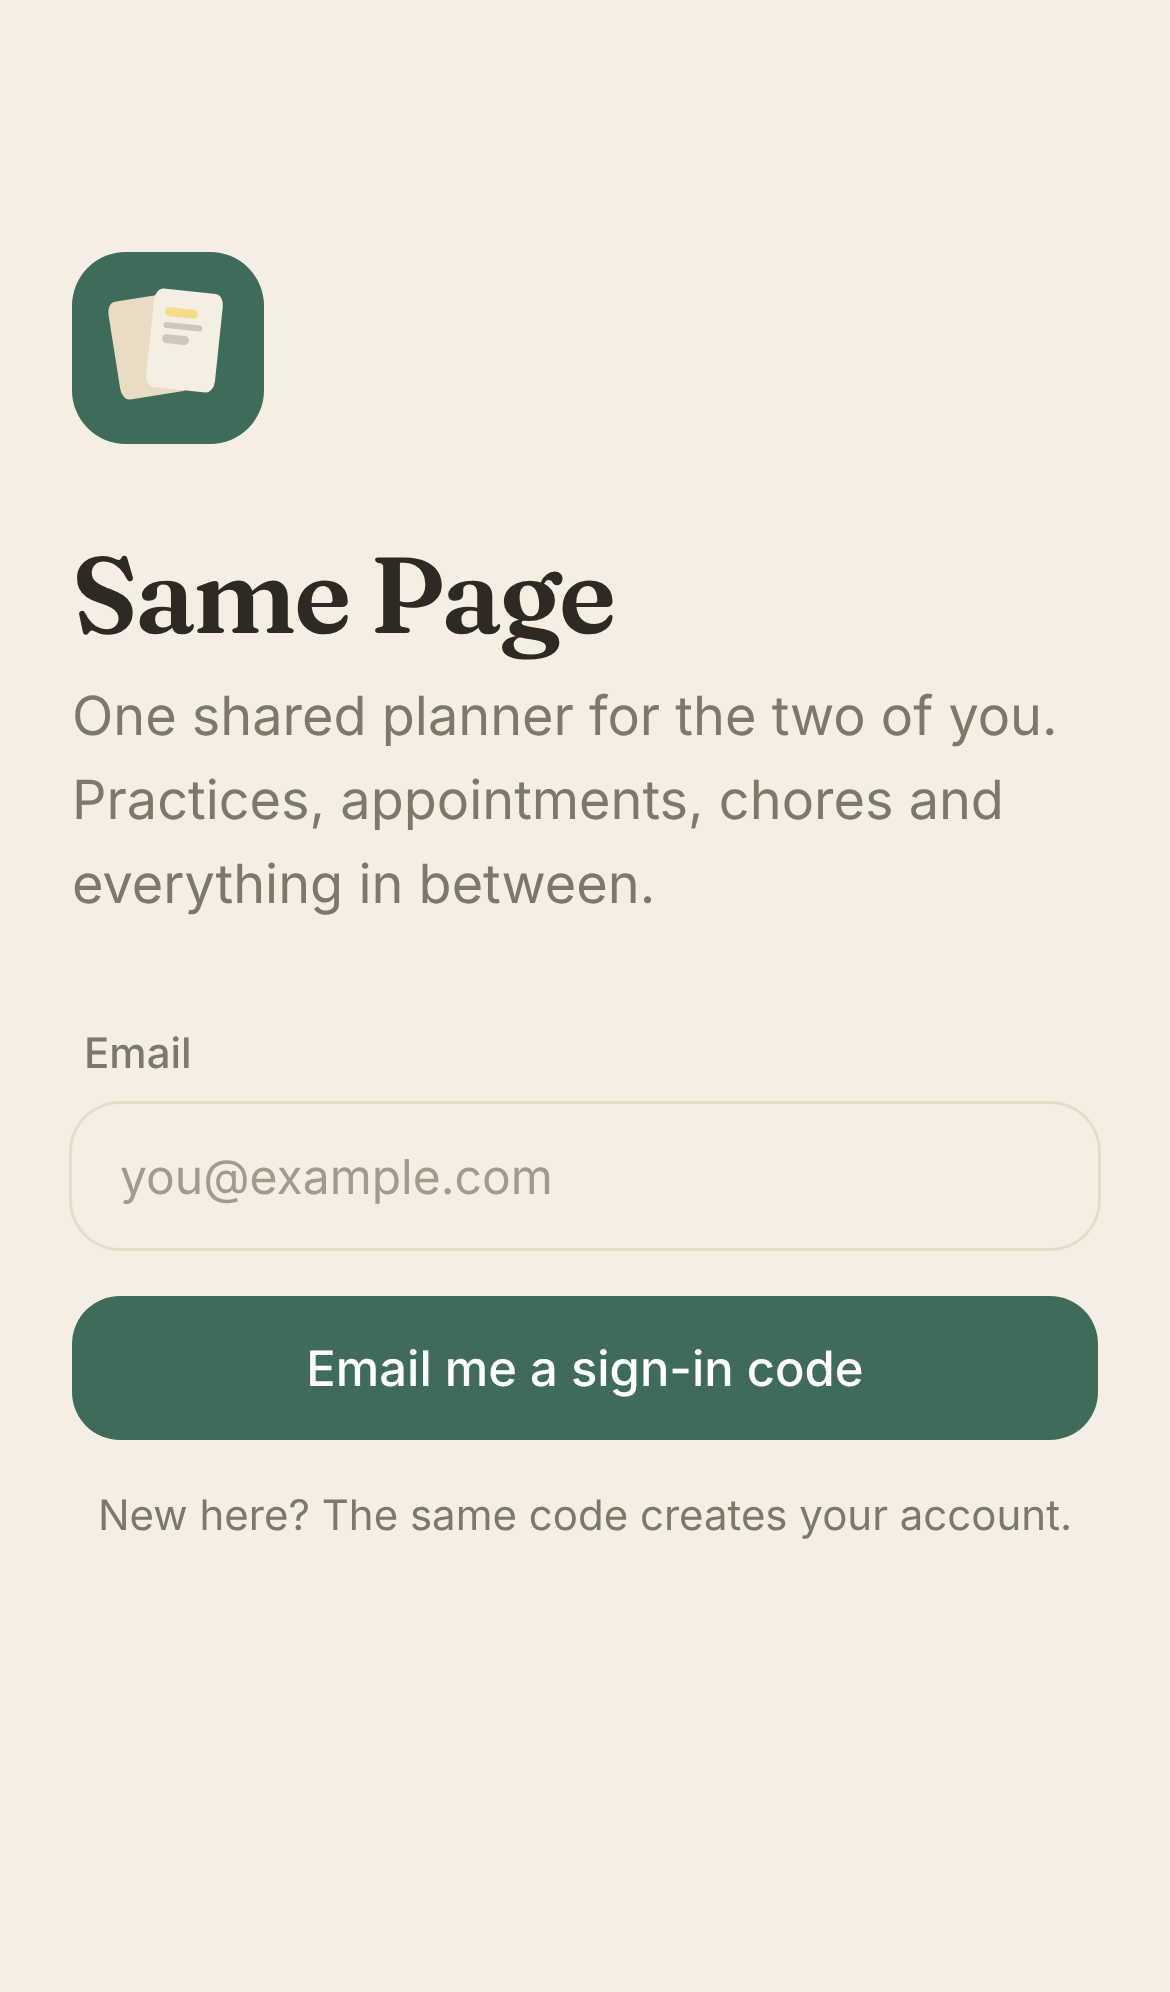 Same Page
One shared planner for the two of you.
Practices, appointments, chores and
everything in between.
Email
you@example.com
Email me a sign-in code
New here? The same code creates your account.